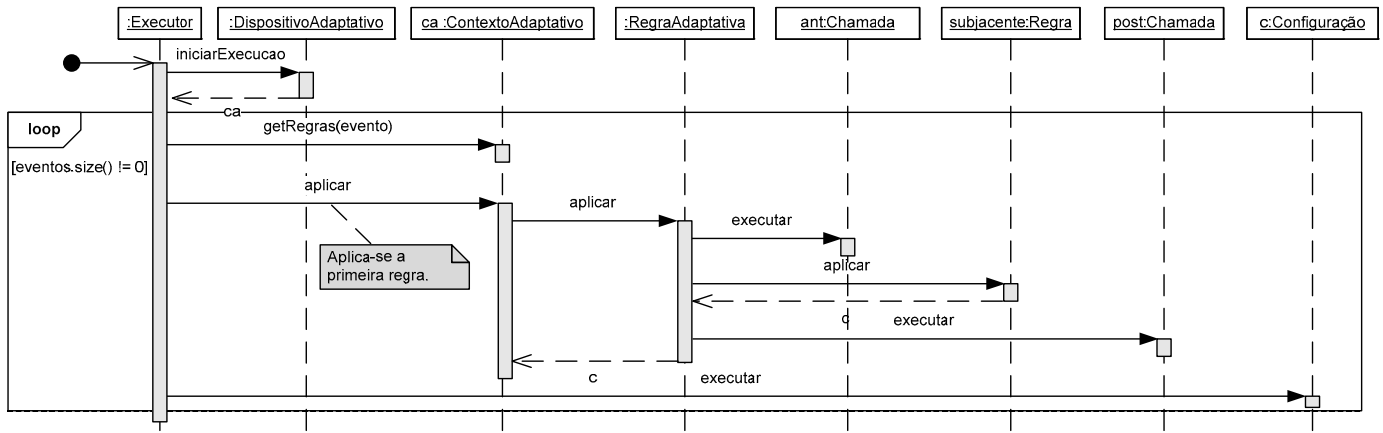 :Executor
:DispositivoAdaptativo
ca :ContextoAdaptativo
:RegraAdaptativa
ant:Chamada
subjacente:Regra
post:Chamada
c:Configuração
iniciarExecucao
ca
loop
getRegras(evento)
[eventos.size() != 0]
aplicar
aplicar
executar
Aplica-se a
primeira regra.
aplicar
c
executar
c
executar